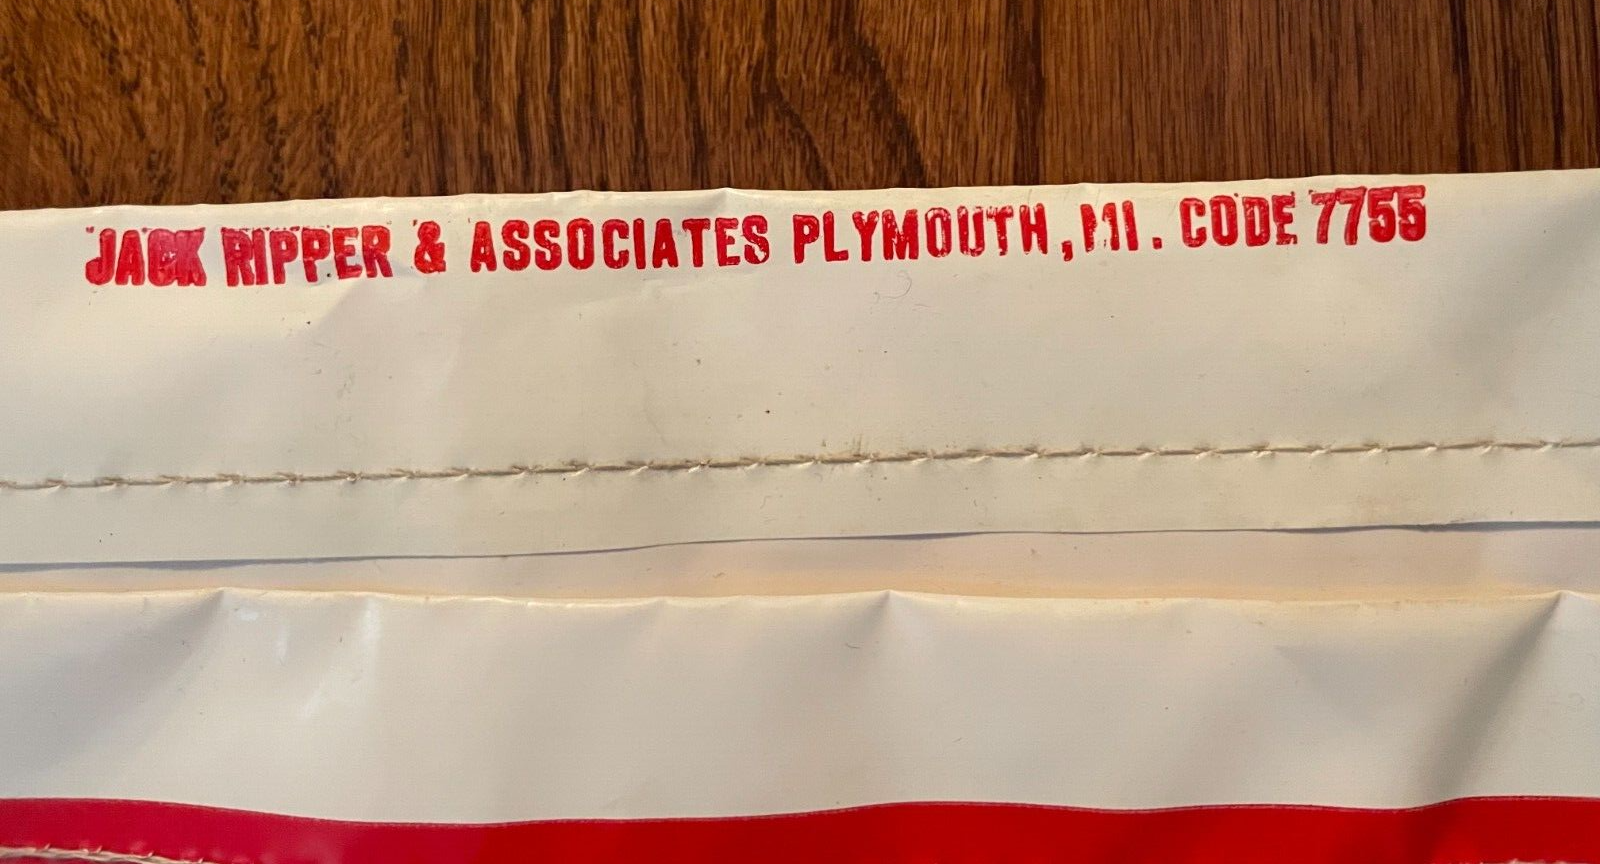 JACK RIPPER & ASSOCIATES PLYMOUTH, MI. CODE 7755